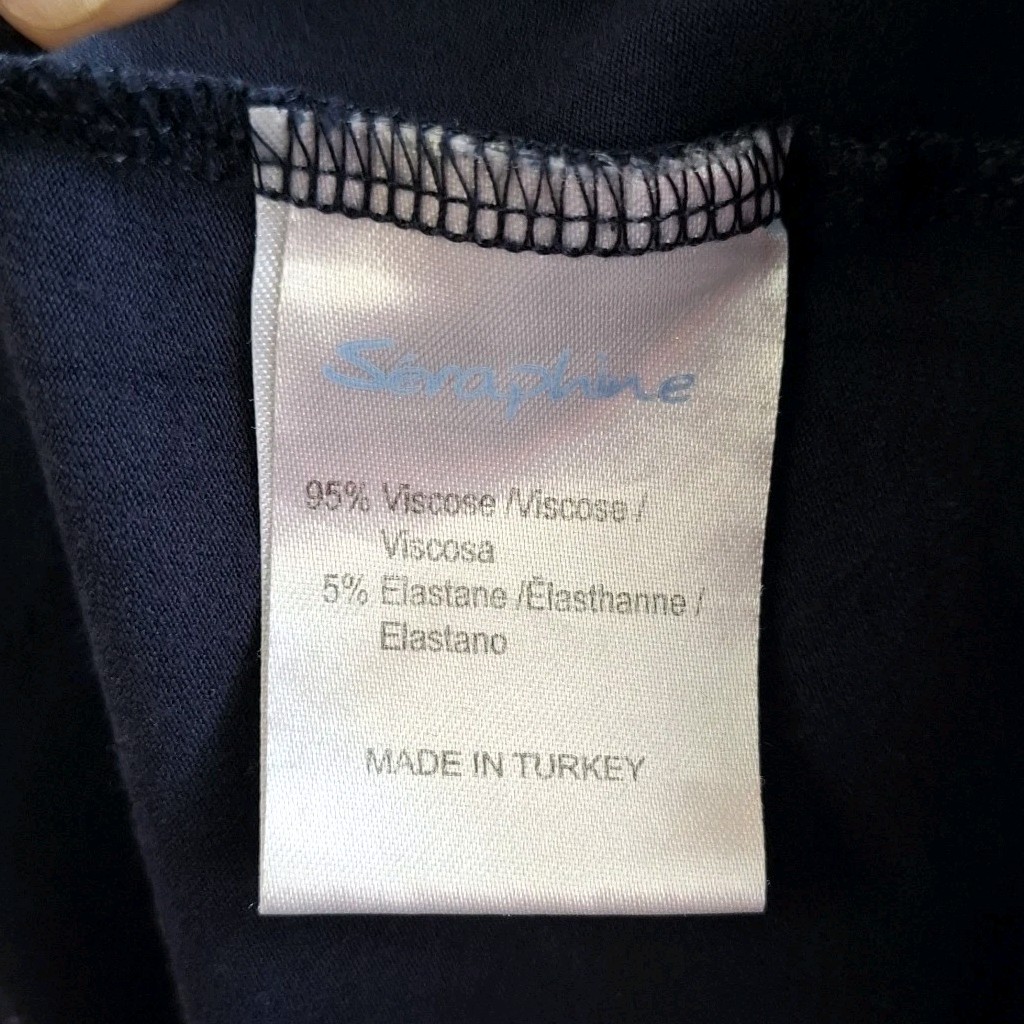 Séraphine
95% Viscose /Viscose /
Viscosa
5% Elastane /Élasthanne /
Elastano
MADE IN TURKEY